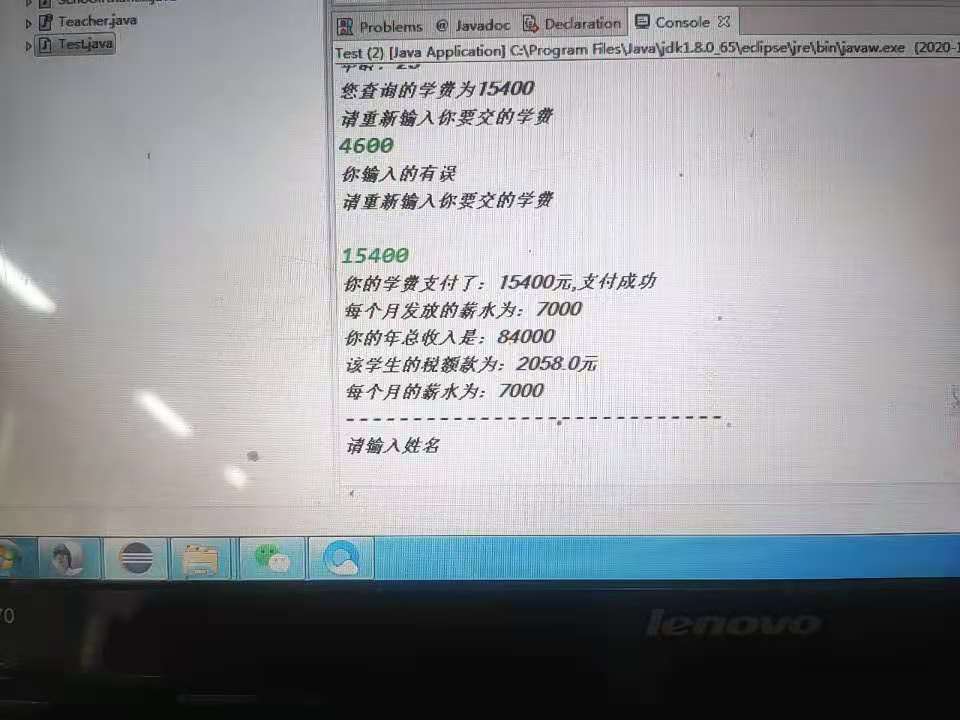 Teacher.java
Test.java
Problems @ Javadoc Declaration Console
Test (2) [Java Application] C:\Program Files\Java\jdk1.8.0_65\eclipse\jre\bin\javaw.exe (2020-1
您查询的学费为15400
请重新输入你要交的学费
4600
你输入的有误
请重新输入你要交的学费
15400
你的学费支付了：15400元,支付成功
每个月发放的薪水为：7000
你的年总收入是：84000
该学生的税额款为：2058.0元
每个月的薪水为：7000
----------------------------
请输入姓名
lenovo